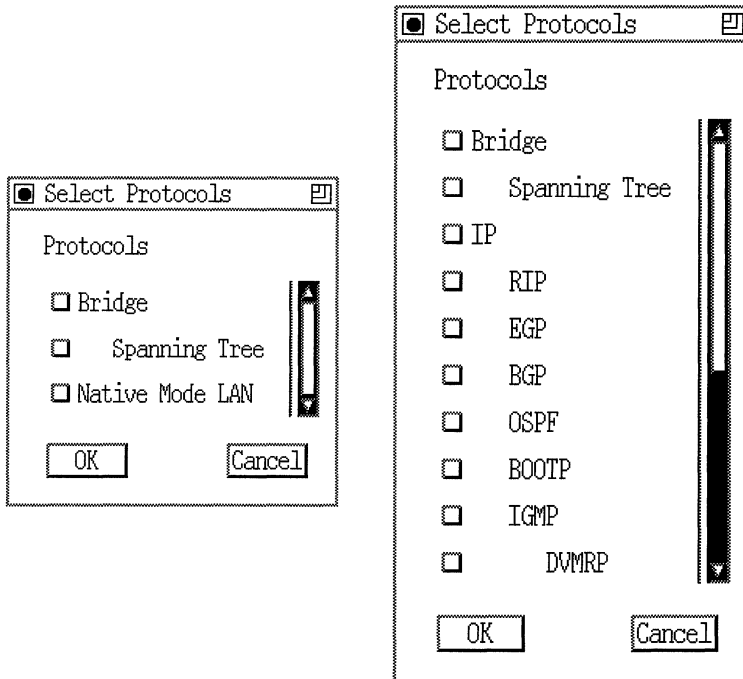 Select Protocols
Protocols
Bridge
Spanning Tree
Native Mode LAN
OK Cancel
Select Protocols
Protocols
Bridge
Spanning Tree
IP
RIP
EGP
BGP
OSPF
BOOTP
IGMP
DVMRP
OK Cancel